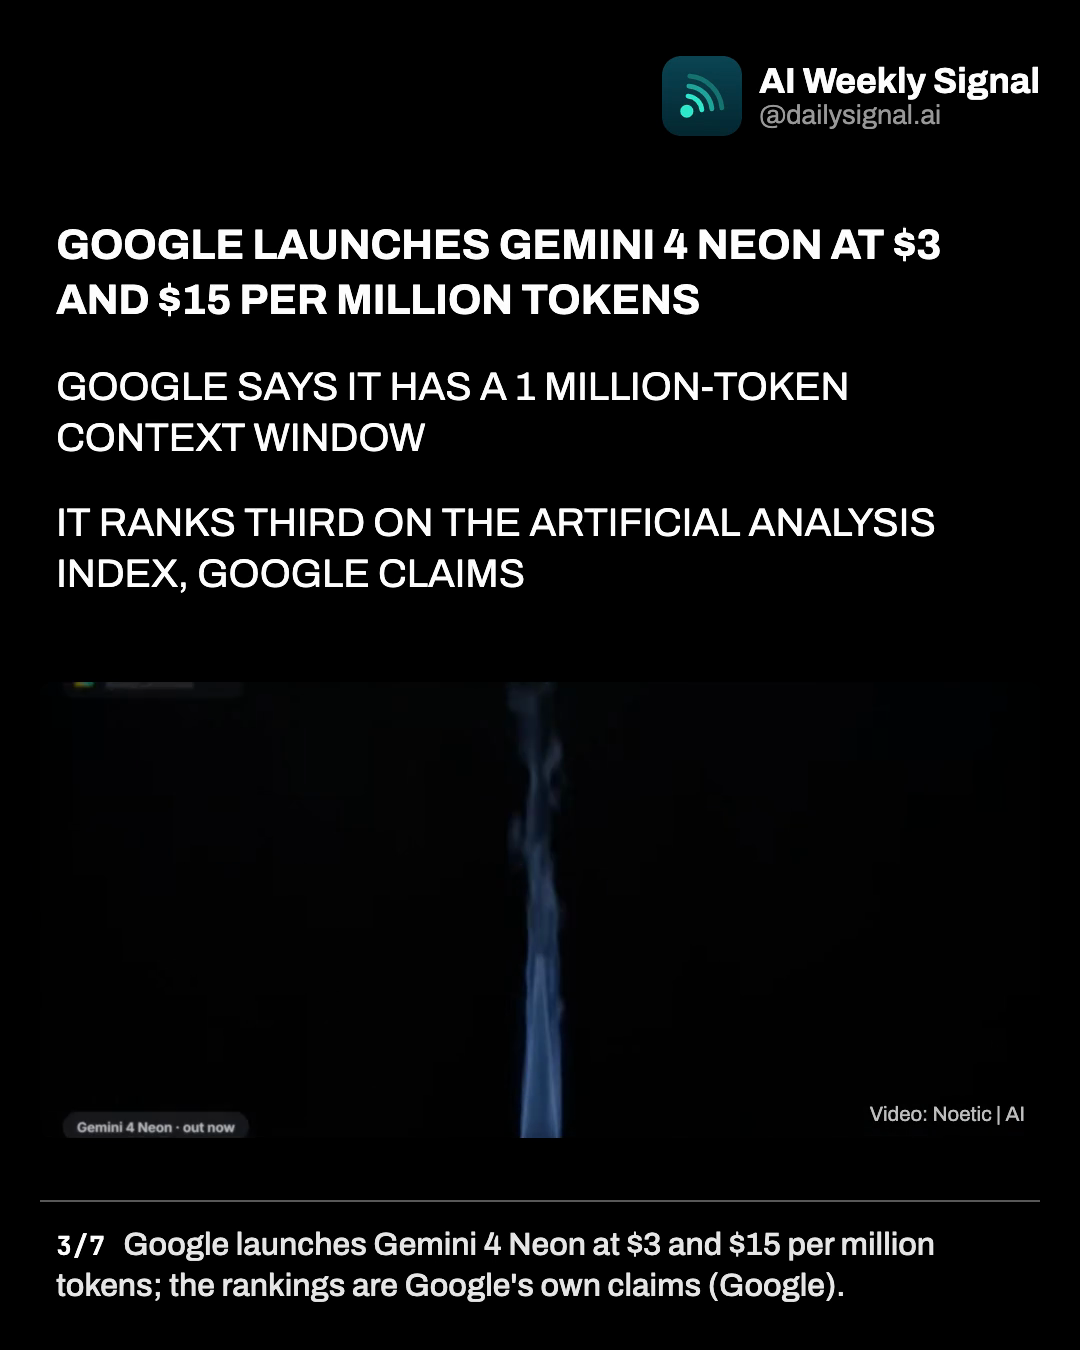 AI Weekly Signal
@dailysignal.ai
GOOGLE LAUNCHES GEMINI 4 NEON AT $3
AND $15 PER MILLION TOKENS
GOOGLE SAYS IT HAS A 1 MILLION-TOKEN
CONTEXT WINDOW
IT RANKS THIRD ON THE ARTIFICIAL ANALYSIS
INDEX, GOOGLE CLAIMS
Video: Noetic | AI
Gemini 4 Neon · out now
3/7 Google launches Gemini 4 Neon at $3 and $15 per million
tokens; the rankings are Google's own claims (Google).